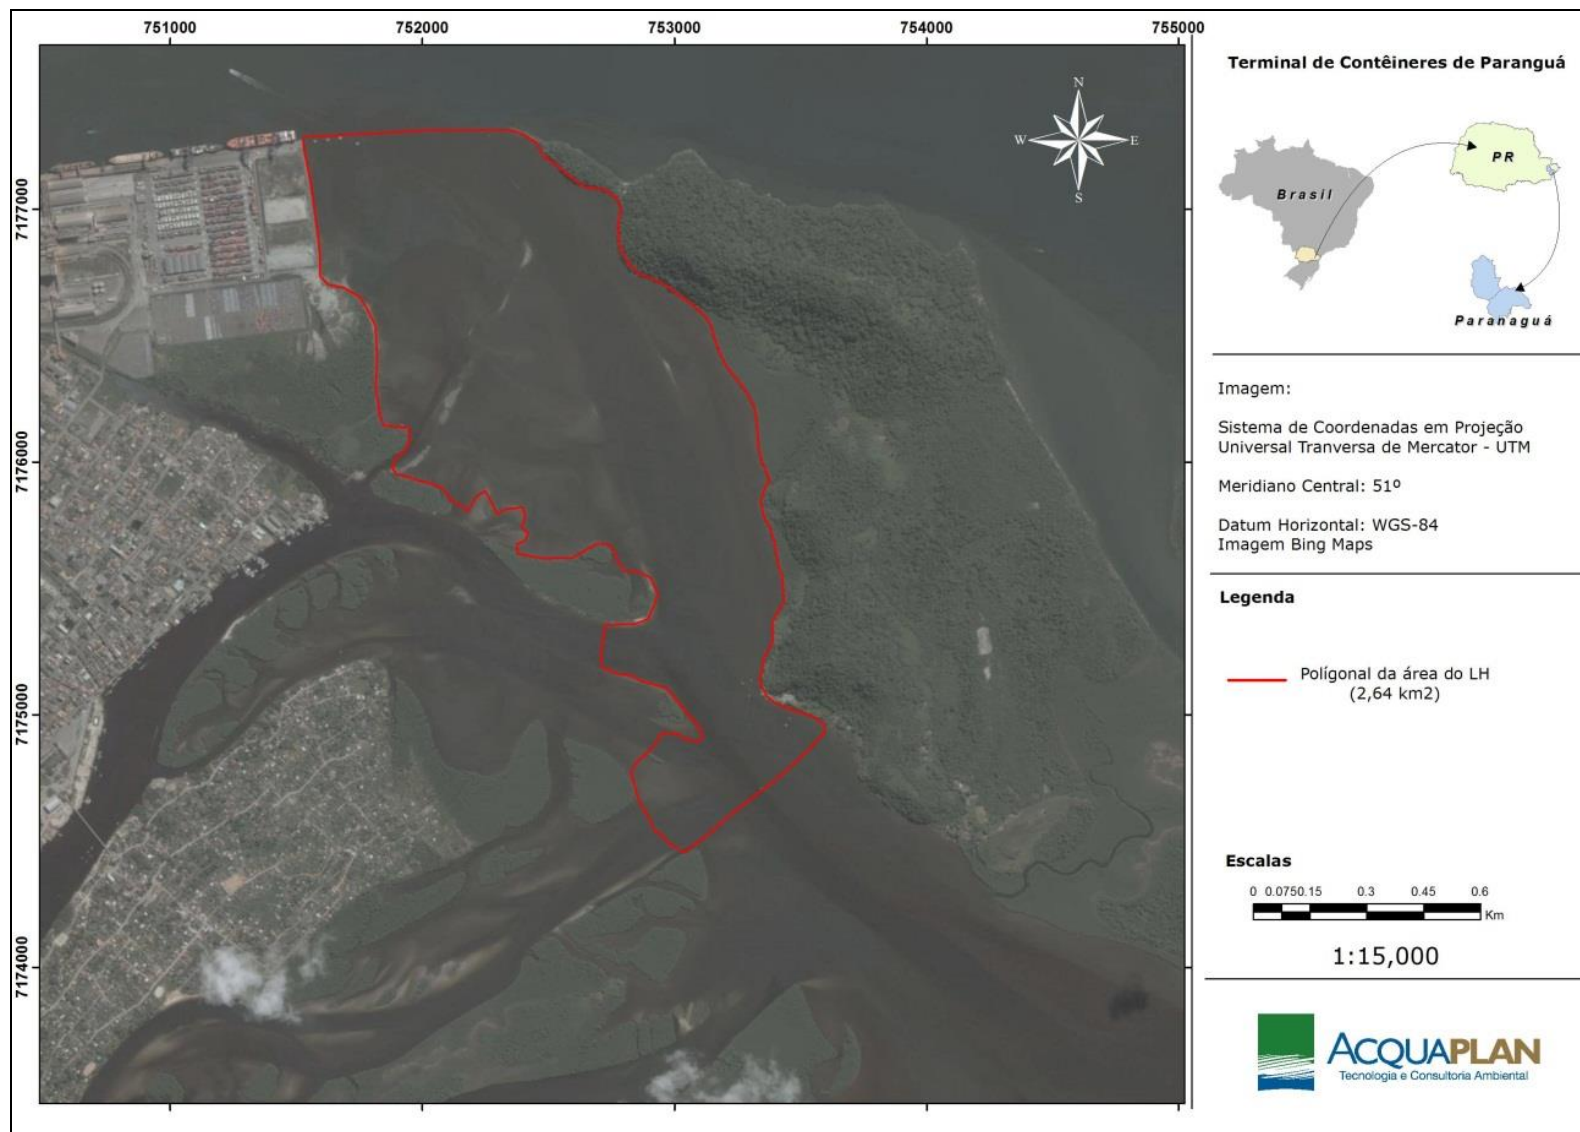 751000 752000 753000 754000 755000
7177000
7176000
7175000
7174000
N
W E
S
Terminal de Contêineres de Paranguá
Brasil
PR
Paranaguá
Imagem:
Sistema de Coordenadas em Projeção
Universal Tranversa de Mercator - UTM
Meridiano Central: 51º
Datum Horizontal: WGS-84
Imagem Bing Maps
Legenda
Polígonal da área do LH
(2,64 km2)
Escalas
0 0.0750.15 0.3 0.45 0.6
Km
1:15,000
ACQUAPLAN
Tecnologia e Consultoria Ambiental